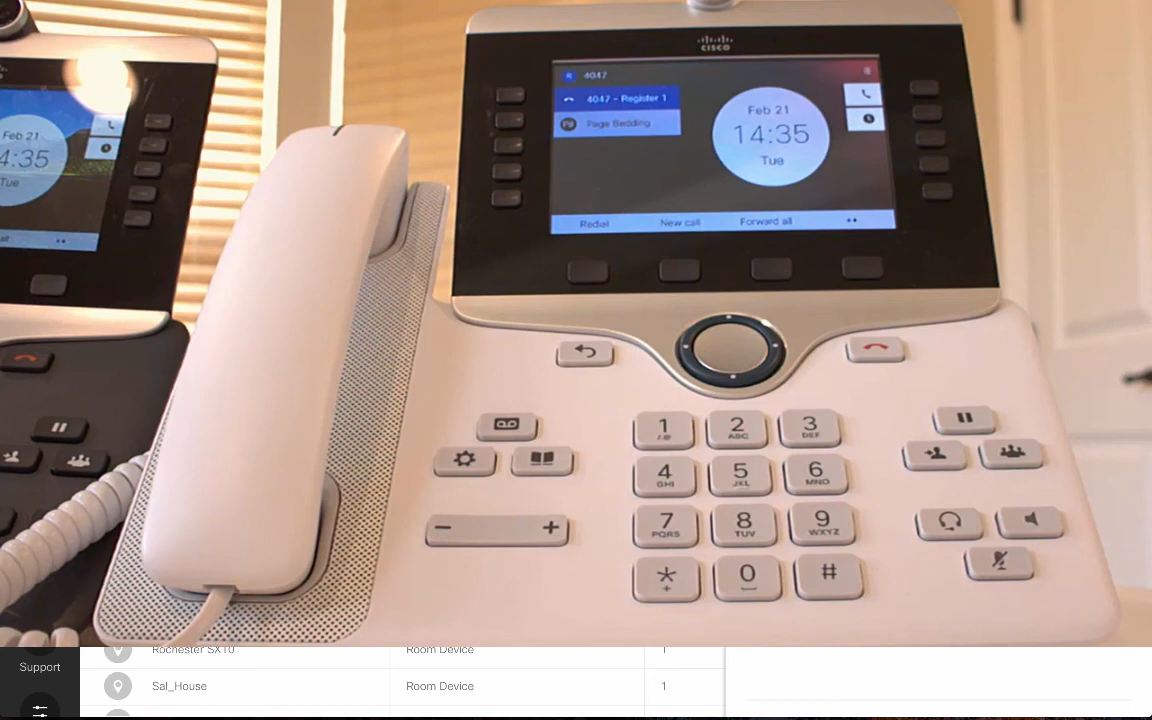 CISCO
4047
4047 - Register 1
Paige Bedding
Feb 21
14:35
Tue
Redial
New call
Forward all
Feb 21
4:35
Tue
1
/.@
2
ABC
3
DEF
4
GHI
5
JKL
6
MNO
7
PQRS
8
TUV
9
WXYZ
*
+
0
#
− +
Support
Rochester SX10 Room Device 1
Sal_House Room Device 1